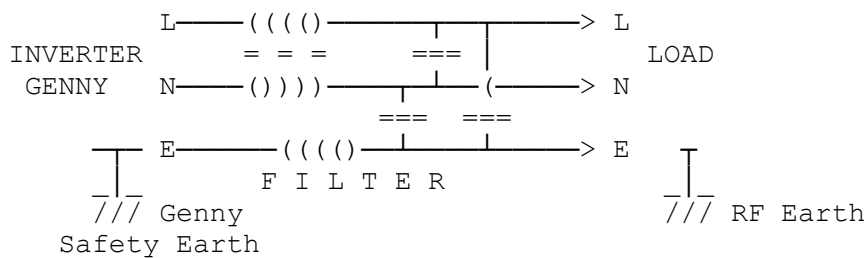 L————(((()——————┬—————┬————> L
INVERTER = = = === │ LOAD
GENNY N————())))————┬—┴——(—————> N
=== ===
——┬— E——————(((()——┴—————┴————> E ┬
_│_ F I L T E R _│_
/// Genny /// RF Earth
Safety Earth